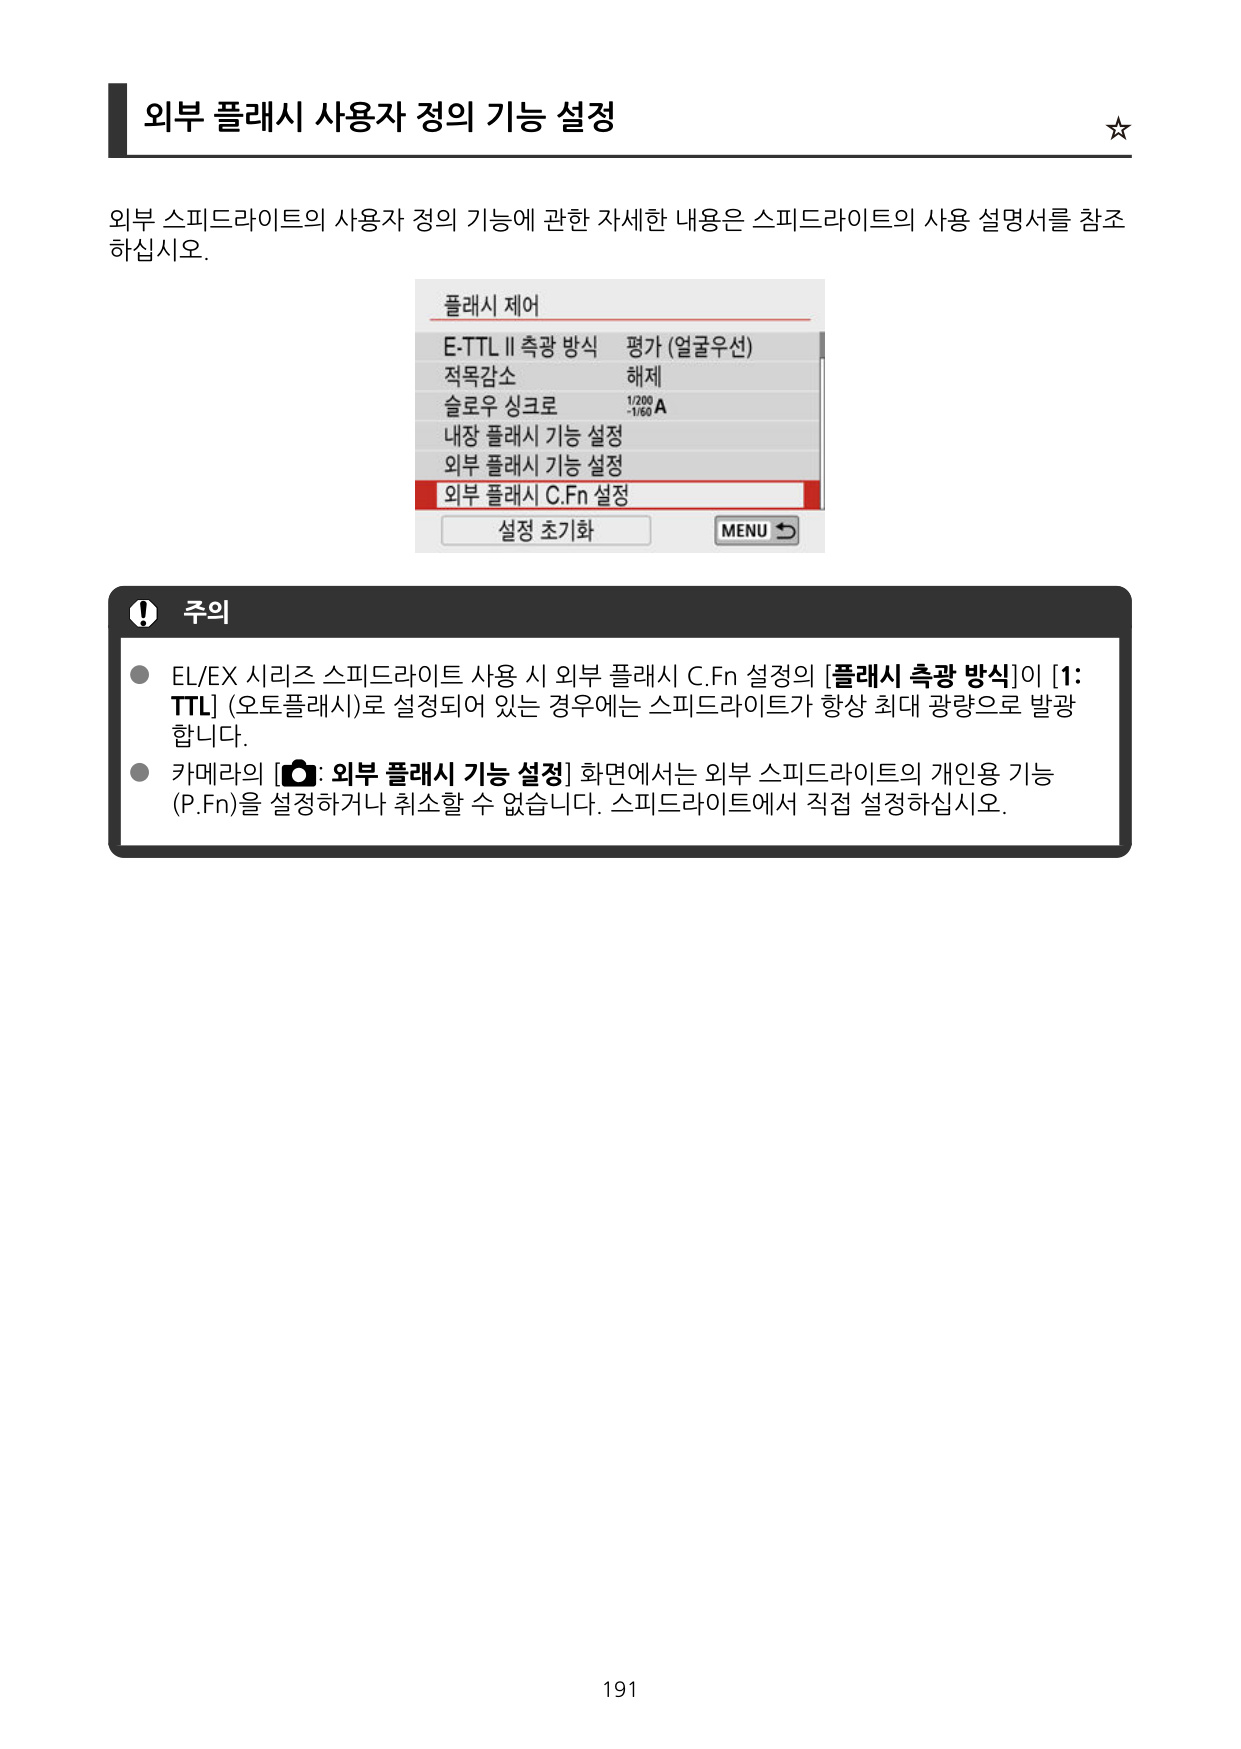 외부 플래시 사용자 정의 기능 설정 ☆
외부 스피드라이트의 사용자 정의 기능에 관한 자세한 내용은 스피드라이트의 사용 설명서를 참조
하십시오.
플래시 제어
E-TTL II 측광 방식 평가 (얼굴우선)
적목감소 해제
슬로우 싱크로 1/200-1/60 A
내장 플래시 기능 설정
외부 플래시 기능 설정
외부 플래시 C.Fn 설정
설정 초기화 MENU
주의
● EL/EX 시리즈 스피드라이트 사용 시 외부 플래시 C.Fn 설정의 [플래시 측광 방식]이 [1:
TTL] (오토플래시)로 설정되어 있는 경우에는 스피드라이트가 항상 최대 광량으로 발광
합니다.
● 카메라의 [: 외부 플래시 기능 설정] 화면에서는 외부 스피드라이트의 개인용 기능
(P.Fn)을 설정하거나 취소할 수 없습니다. 스피드라이트에서 직접 설정하십시오.
191